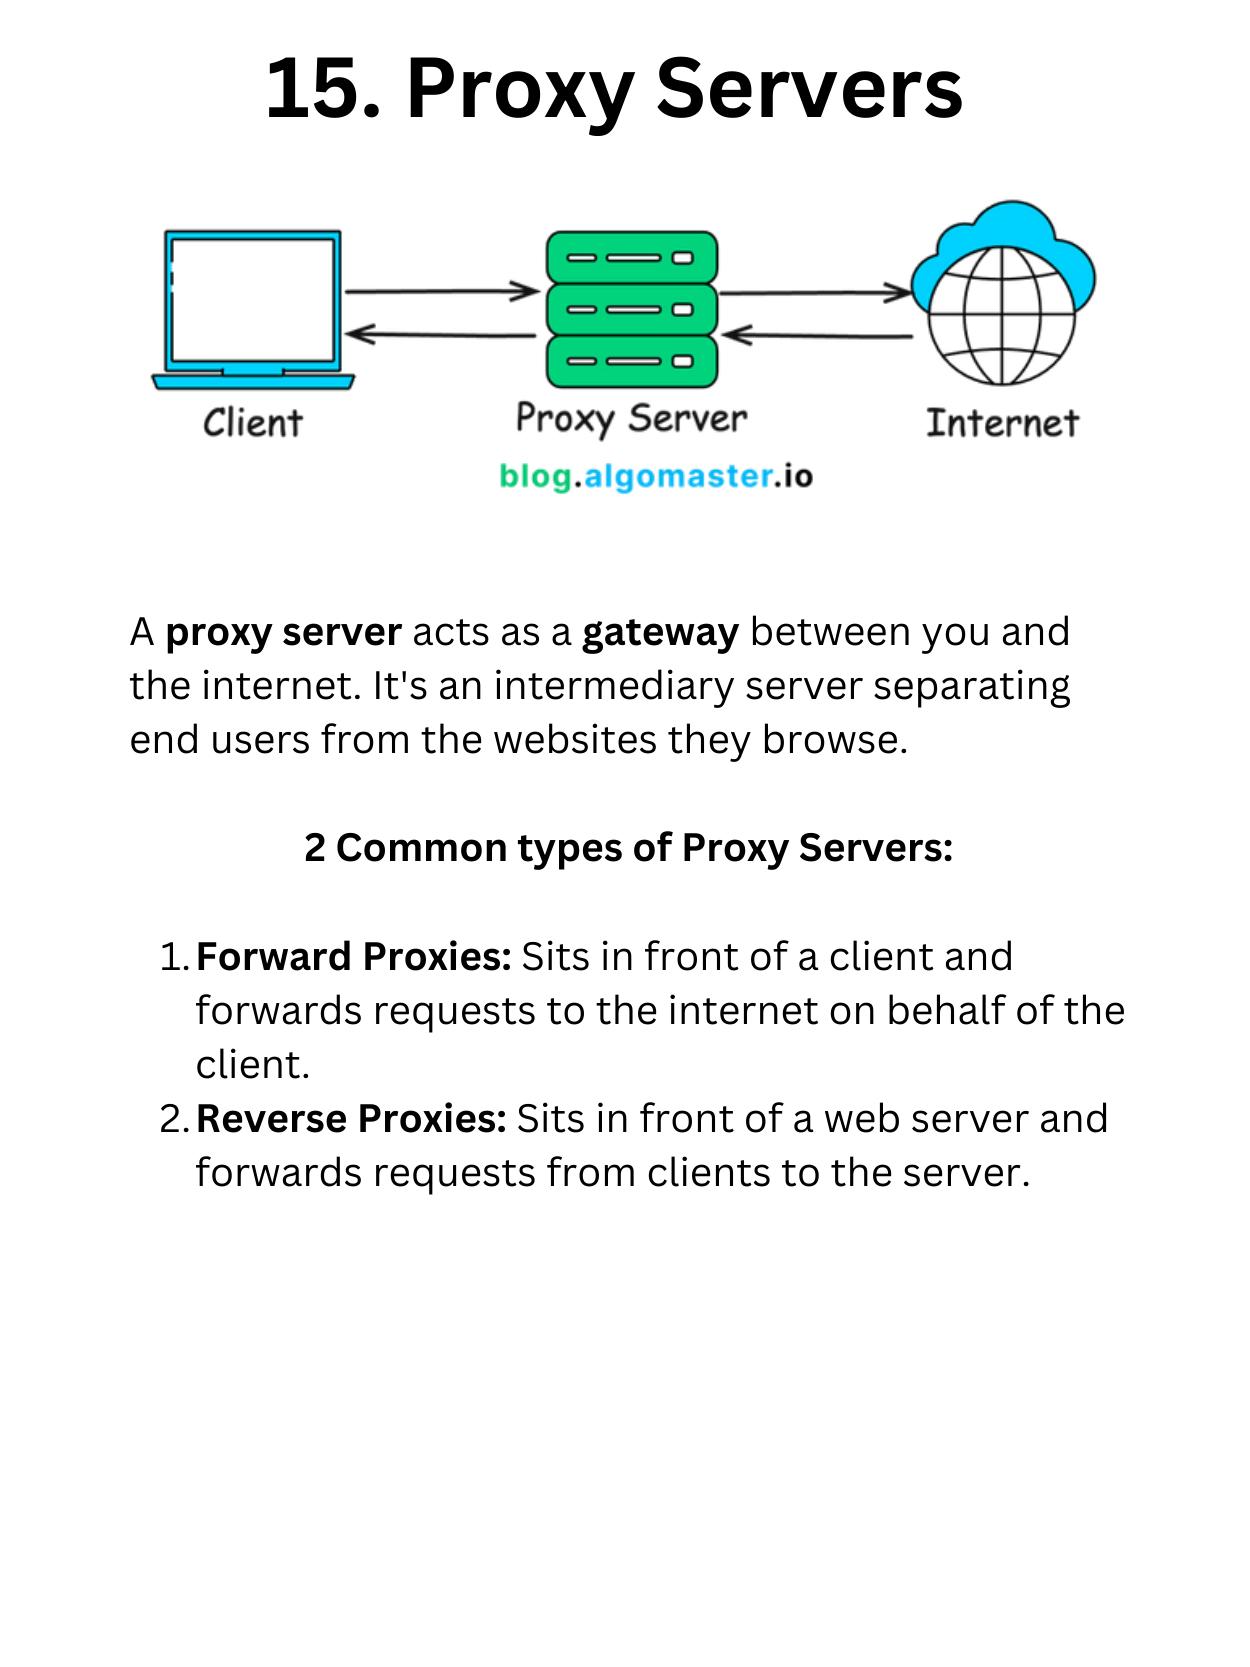 15. Proxy Servers
Client
Proxy Server
Internet
blog.algomaster.io
A proxy server acts as a gateway between you and
the internet. It's an intermediary server separating
end users from the websites they browse.
2 Common types of Proxy Servers:
1. Forward Proxies: Sits in front of a client and
forwards requests to the internet on behalf of the
client.
2. Reverse Proxies: Sits in front of a web server and
forwards requests from clients to the server.